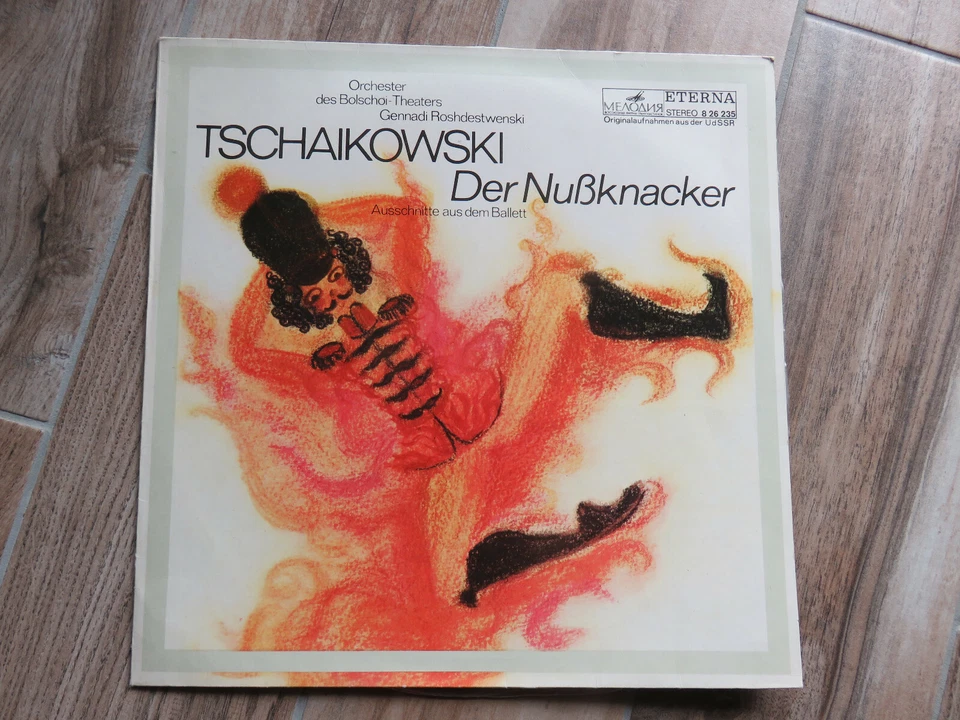 Orchester
des Bolschoi-Theaters
Gennadi Roshdestwenski
TSCHAIKOWSKI
Der Nußknacker
Ausschnitte aus dem Ballett
МЕЛОДИЯ
ETERNA
STEREO 8 26 235
Originalaufnahmen aus der UdSSR